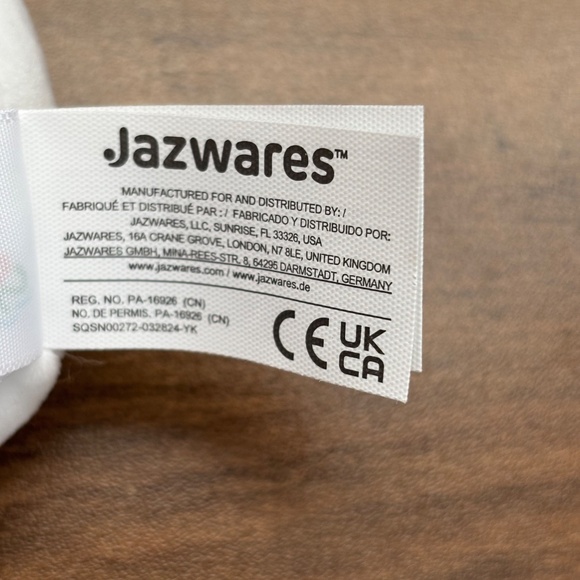 Jazwares™
MANUFACTURED FOR AND DISTRIBUTED BY: /
FABRIQUÉ ET DISTRIBUÉ PAR : / FABRICADO Y DISTRIBUIDO POR:
JAZWARES, LLC, SUNRISE, FL 33326, USA
JAZWARES, 16A CRANE GROVE, LONDON, N7 8LE, UNITED KINGDOM
JAZWARES GMBH, MINA-REES-STR. 8, 64295 DARMSTADT, GERMANY
www.jazwares.com / www.jazwares.de
REG. NO. PA-16926 (CN)
NO. DE PERMIS. PA-16926 (CN)
SQSN00272-032824-YK
CE UK
CA